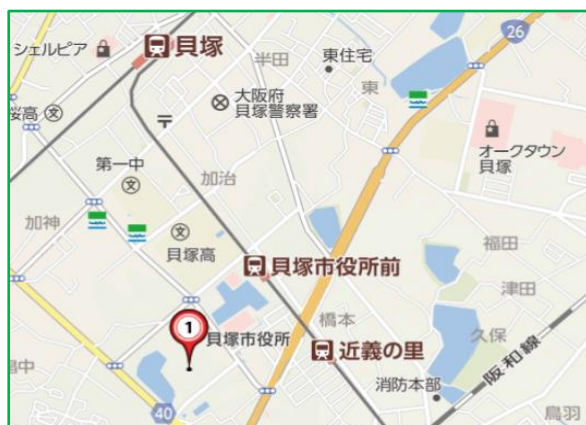 シェルピア
貝塚
半田
東住宅
26
大阪府
貝塚警察署
東
桜高
オークタウン
貝塚
第一中
加治
加神
貝塚高
貝塚市役所前
福田
津田
1
貝塚市役所
橋本
近義の里
久保
阪和線
消防本部
40
鳥羽